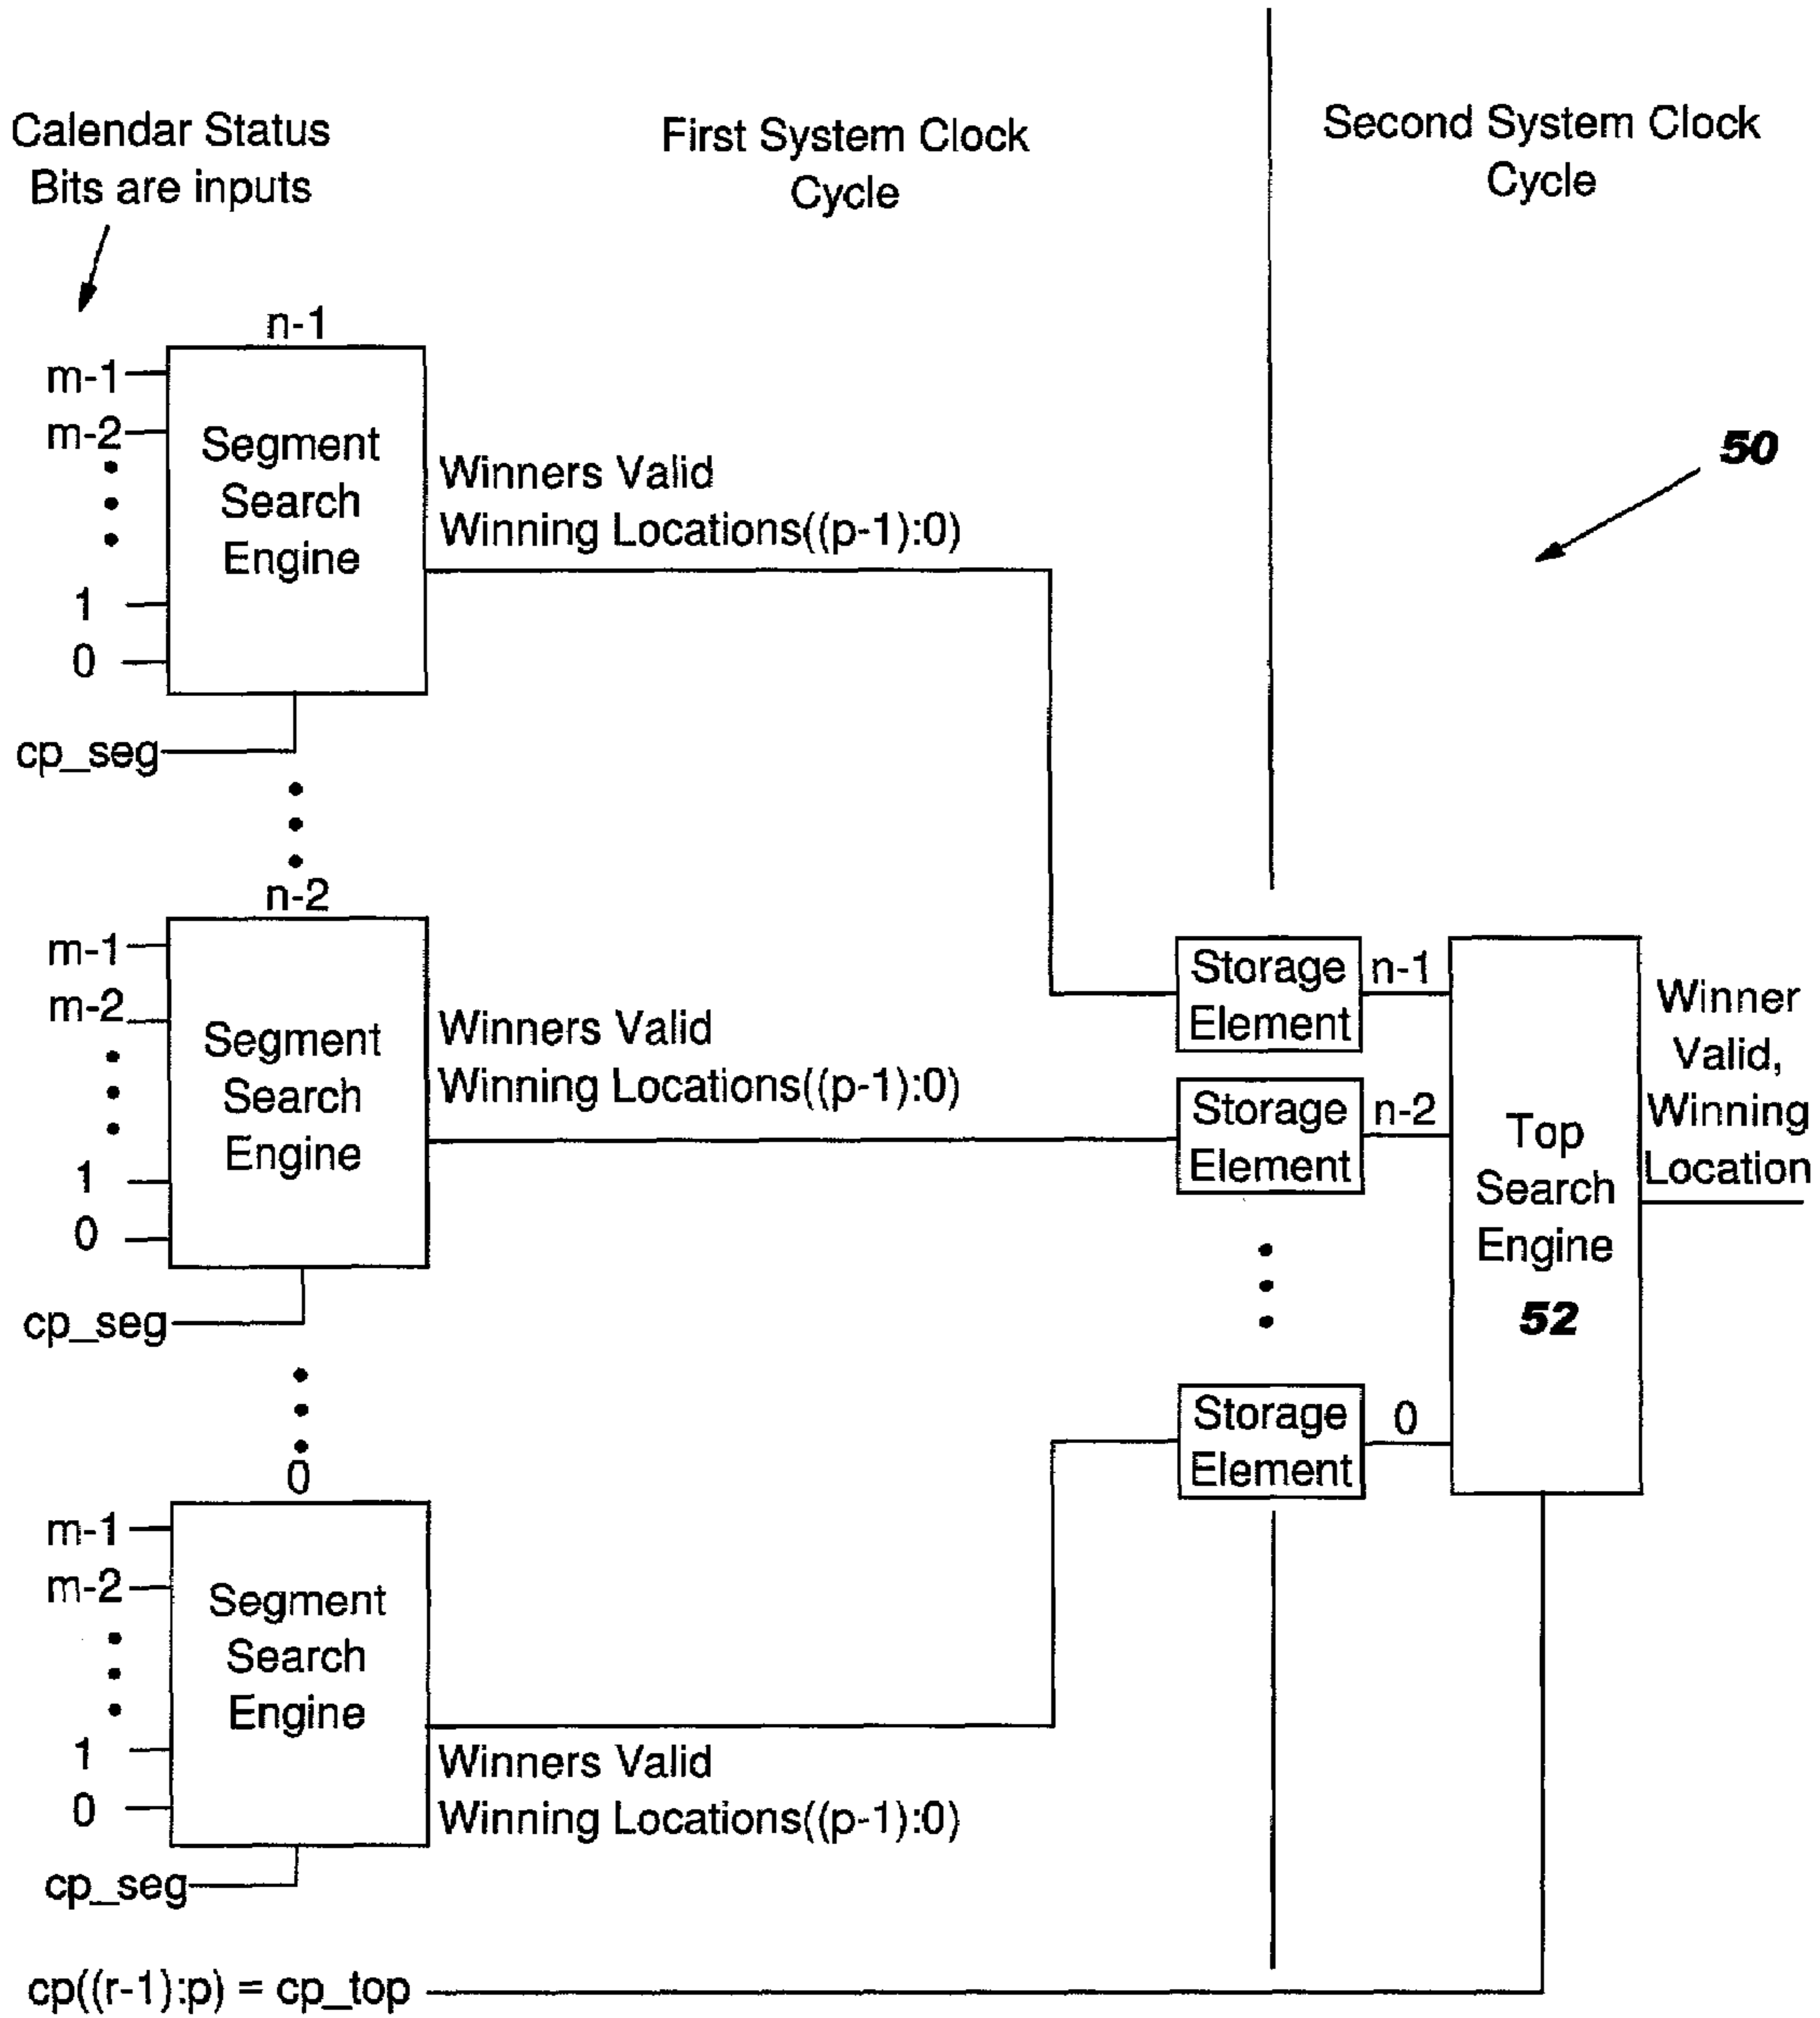 Calendar Status
Bits are inputs
First System Clock
Cycle
Second System Clock
Cycle
50
n-1
m-1
m-2
1
0
Segment
Search
Engine
Winners Valid
Winning Locations((p-1):0)
cp_seg
n-2
m-1
m-2
1
0
Segment
Search
Engine
Winners Valid
Winning Locations((p-1):0)
cp_seg
0
m-1
m-2
1
0
Segment
Search
Engine
Winners Valid
Winning Locations((p-1):0)
cp_seg
Storage
Element
n-1
Storage
Element
n-2
Storage
Element
0
Top
Search
Engine
52
Winner
Valid,
Winning
Location
cp((r-1):p) = cp_top